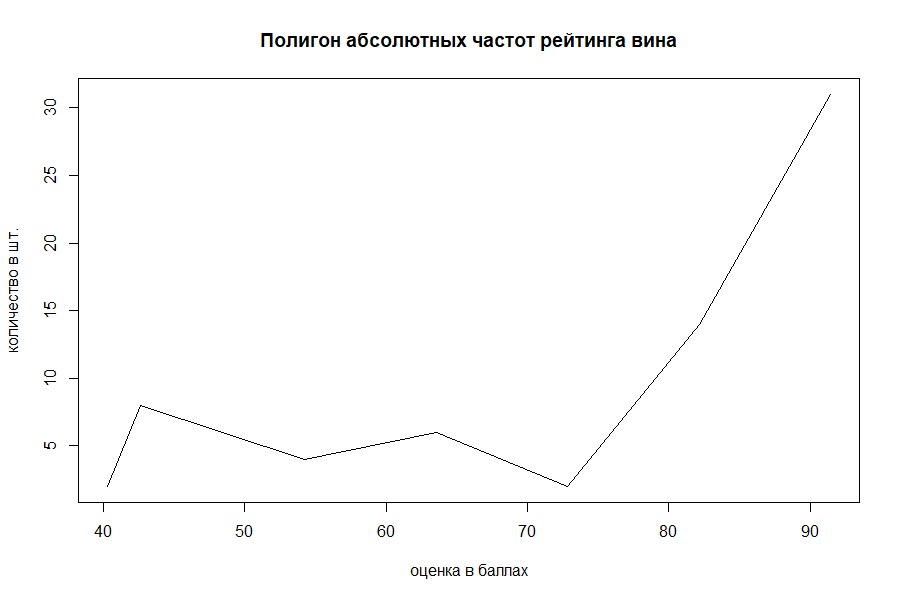 Полигон абсолютных частот рейтинга вина
количество в шт.
30
25
20
15
10
5
40 50 60 70 80 90
оценка в баллах